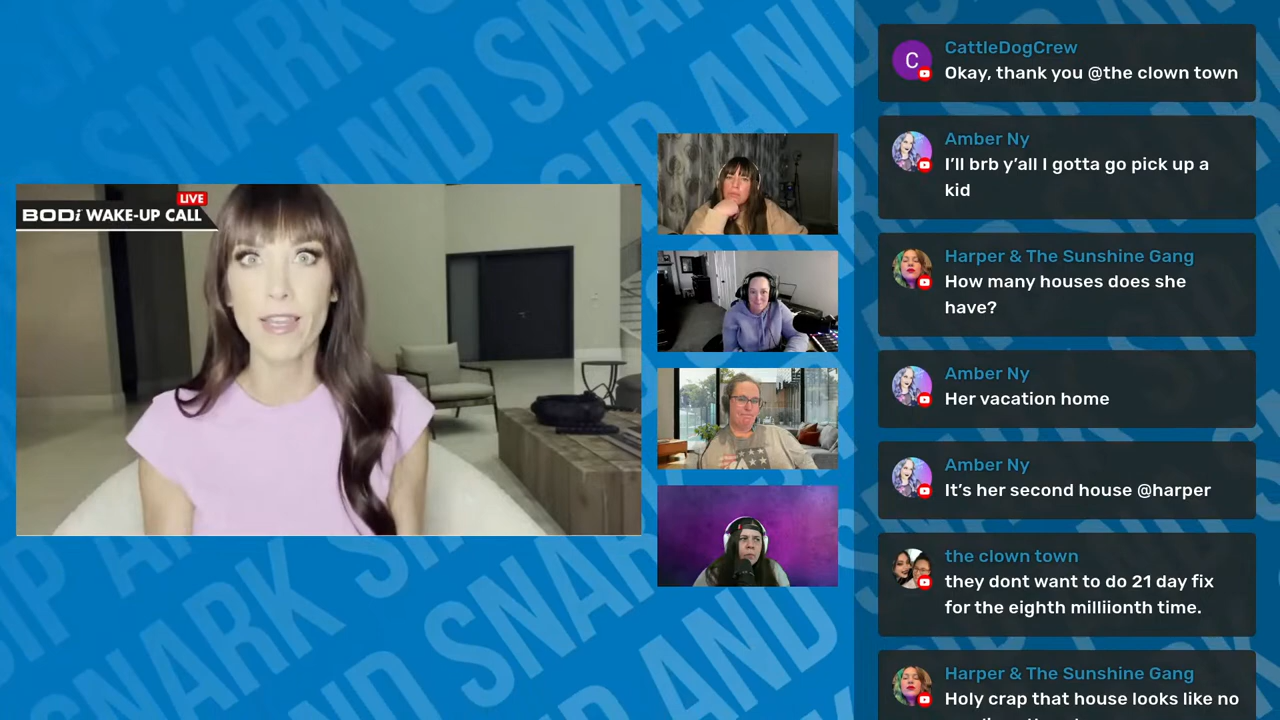 LIVE
BODi WAKE-UP CALL
SIP AND SNARK
C
CattleDogCrew
Okay, thank you @the clown town
Amber Ny
I’ll brb y’all I gotta go pick up a
kid
Harper & The Sunshine Gang
How many houses does she
have?
Amber Ny
Her vacation home
Amber Ny
It’s her second house @harper
the clown town
they dont want to do 21 day fix
for the eighth milliionth time.
Harper & The Sunshine Gang
Holy crap that house looks like no